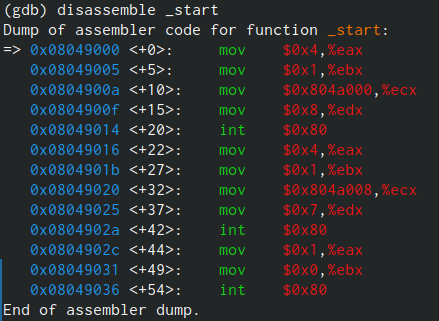 (gdb) disassemble _start
Dump of assembler code for function _start:
=> 0x08049000 <+0>:     mov    $0x4,%eax
   0x08049005 <+5>:     mov    $0x1,%ebx
   0x0804900a <+10>:    mov    $0x804a000,%ecx
   0x0804900f <+15>:    mov    $0x8,%edx
   0x08049014 <+20>:    int    $0x80
   0x08049016 <+22>:    mov    $0x4,%eax
   0x0804901b <+27>:    mov    $0x1,%ebx
   0x08049020 <+32>:    mov    $0x804a008,%ecx
   0x08049025 <+37>:    mov    $0x7,%edx
   0x0804902a <+42>:    int    $0x80
   0x0804902c <+44>:    mov    $0x1,%eax
   0x08049031 <+49>:    mov    $0x0,%ebx
   0x08049036 <+54>:    int    $0x80
End of assembler dump.